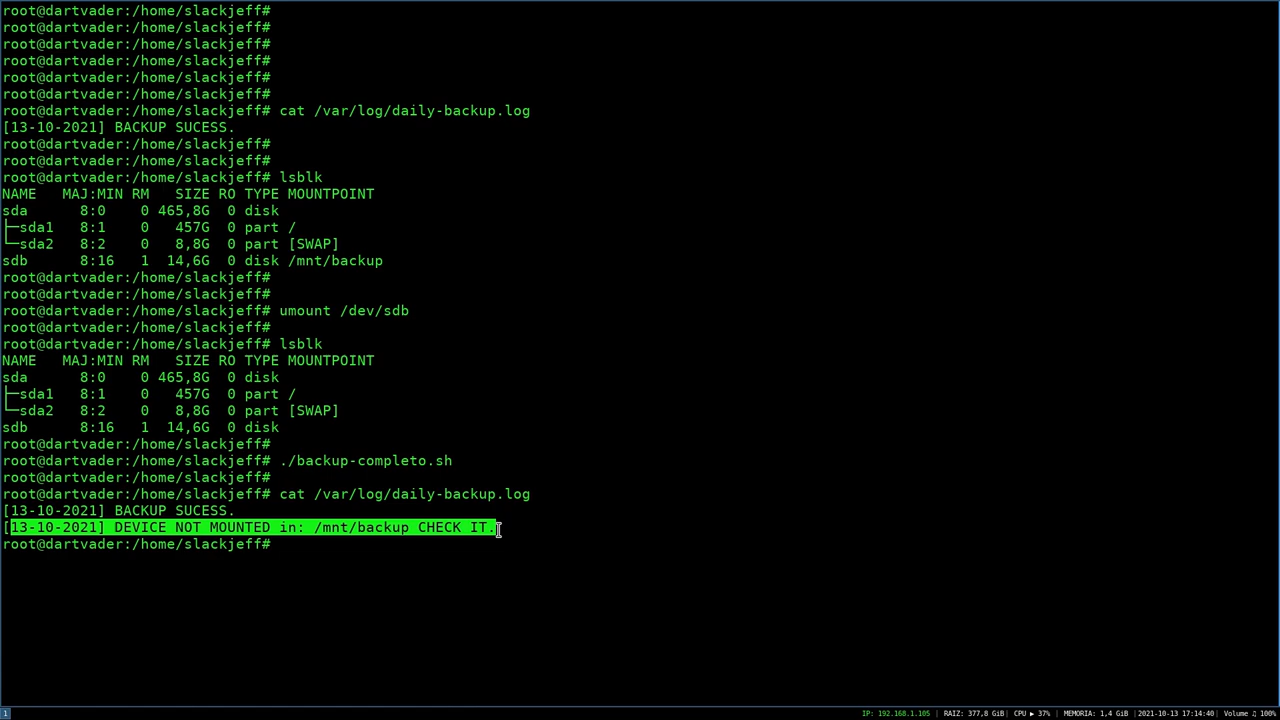 root@dartvader:/home/slackjeff#
root@dartvader:/home/slackjeff#
root@dartvader:/home/slackjeff#
root@dartvader:/home/slackjeff#
root@dartvader:/home/slackjeff#
root@dartvader:/home/slackjeff#
root@dartvader:/home/slackjeff# cat /var/log/daily-backup.log
[13-10-2021] BACKUP SUCESS.
root@dartvader:/home/slackjeff#
root@dartvader:/home/slackjeff#
root@dartvader:/home/slackjeff# lsblk
NAME   MAJ:MIN RM   SIZE RO TYPE MOUNTPOINT
sda      8:0    0 465,8G  0 disk
├─sda1   8:1    0   457G  0 part /
└─sda2   8:2    0   8,8G  0 part [SWAP]
sdb      8:16   1  14,6G  0 disk /mnt/backup
root@dartvader:/home/slackjeff#
root@dartvader:/home/slackjeff#
root@dartvader:/home/slackjeff# umount /dev/sdb
root@dartvader:/home/slackjeff#
root@dartvader:/home/slackjeff# lsblk
NAME   MAJ:MIN RM   SIZE RO TYPE MOUNTPOINT
sda      8:0    0 465,8G  0 disk
├─sda1   8:1    0   457G  0 part /
└─sda2   8:2    0   8,8G  0 part [SWAP]
sdb      8:16   1  14,6G  0 disk
root@dartvader:/home/slackjeff#
root@dartvader:/home/slackjeff# ./backup-completo.sh
root@dartvader:/home/slackjeff#
root@dartvader:/home/slackjeff# cat /var/log/daily-backup.log
[13-10-2021] BACKUP SUCESS.
[13-10-2021] DEVICE NOT MOUNTED in: /mnt/backup CHECK IT.
root@dartvader:/home/slackjeff#
1 IP: 192.168.1.105 | RAIZ: 377,8 GiB| CPU ▶ 37% | MEMORIA: 1,4 GiB |2021-10-13 17:14:40| Volume ♫ 100%